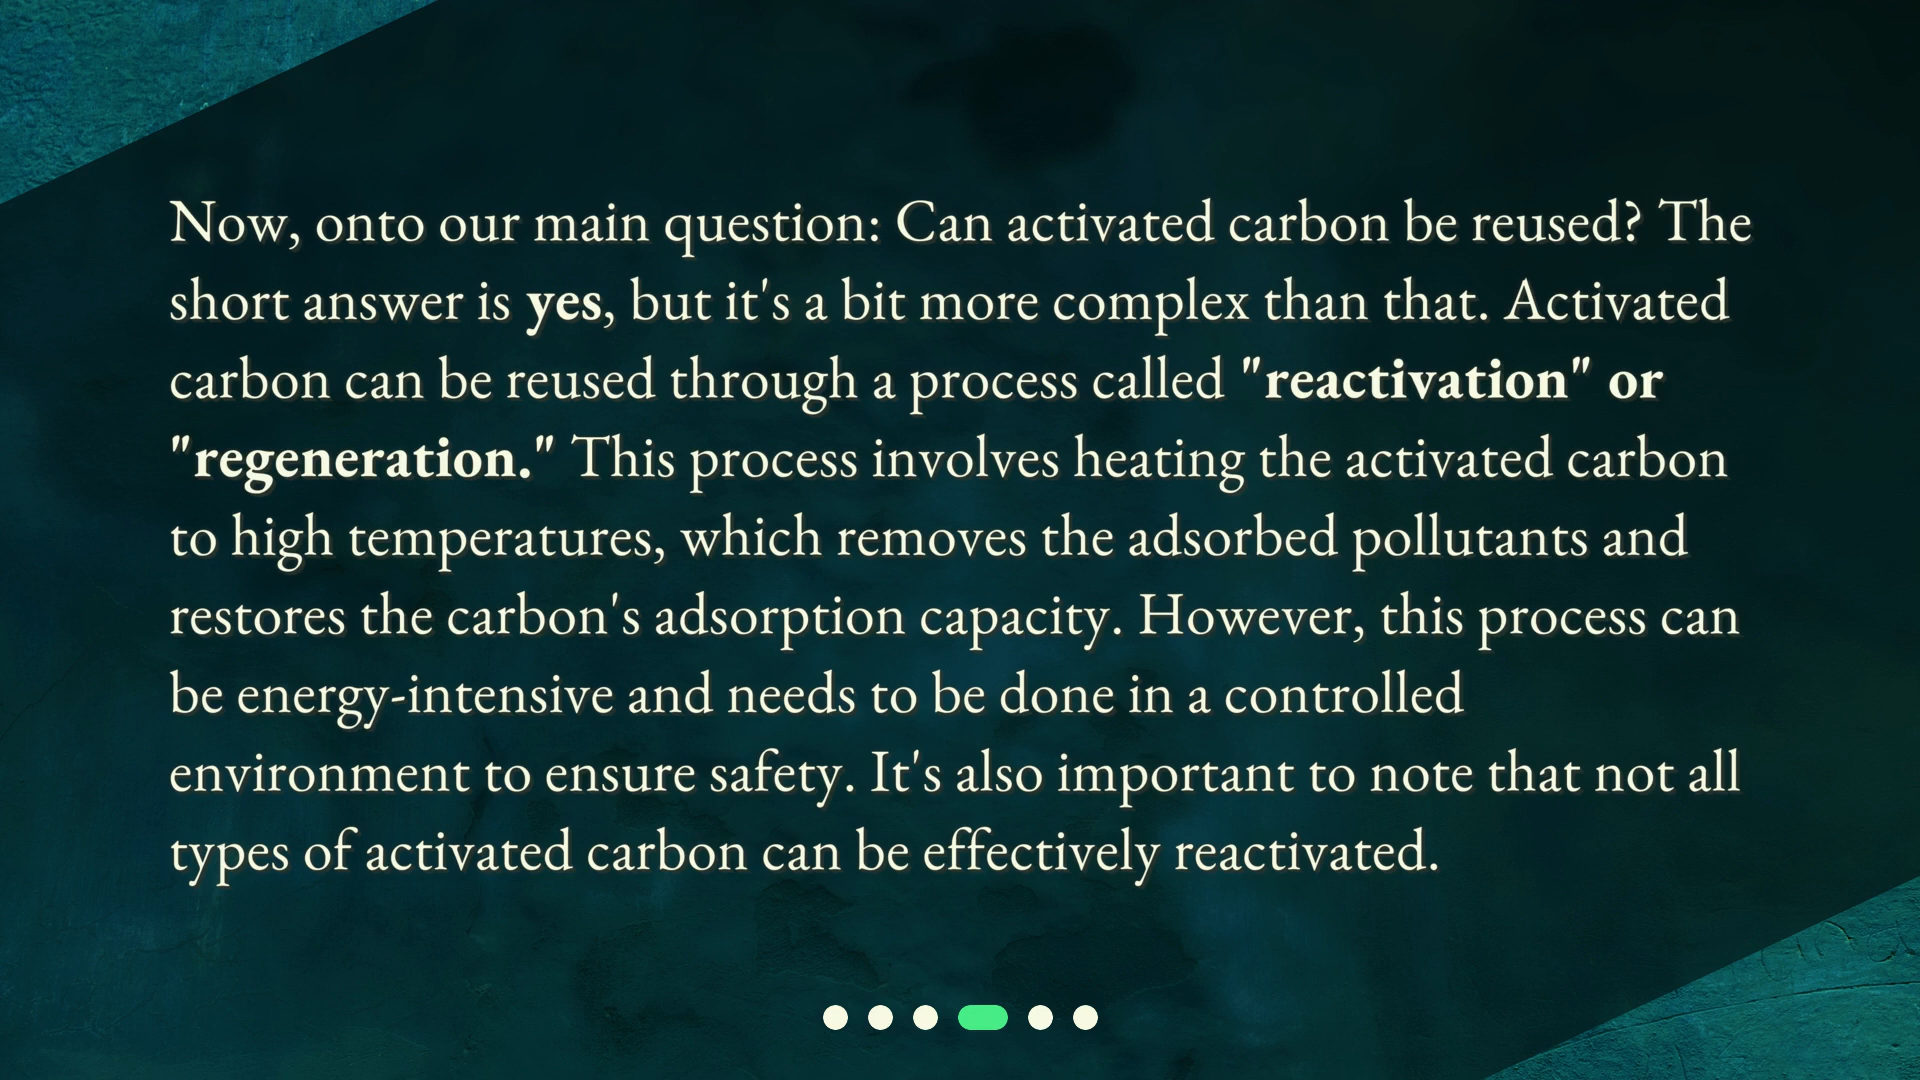 Now, onto our main question: Can activated carbon be reused? The
short answer is yes, but it's a bit more complex than that. Activated
carbon can be reused through a process called "reactivation" or
"regeneration." This process involves heating the activated carbon
to high temperatures, which removes the adsorbed pollutants and
restores the carbon's adsorption capacity. However, this process can
be energy-intensive and needs to be done in a controlled
environment to ensure safety. It's also important to note that not all
types of activated carbon can be effectively reactivated.